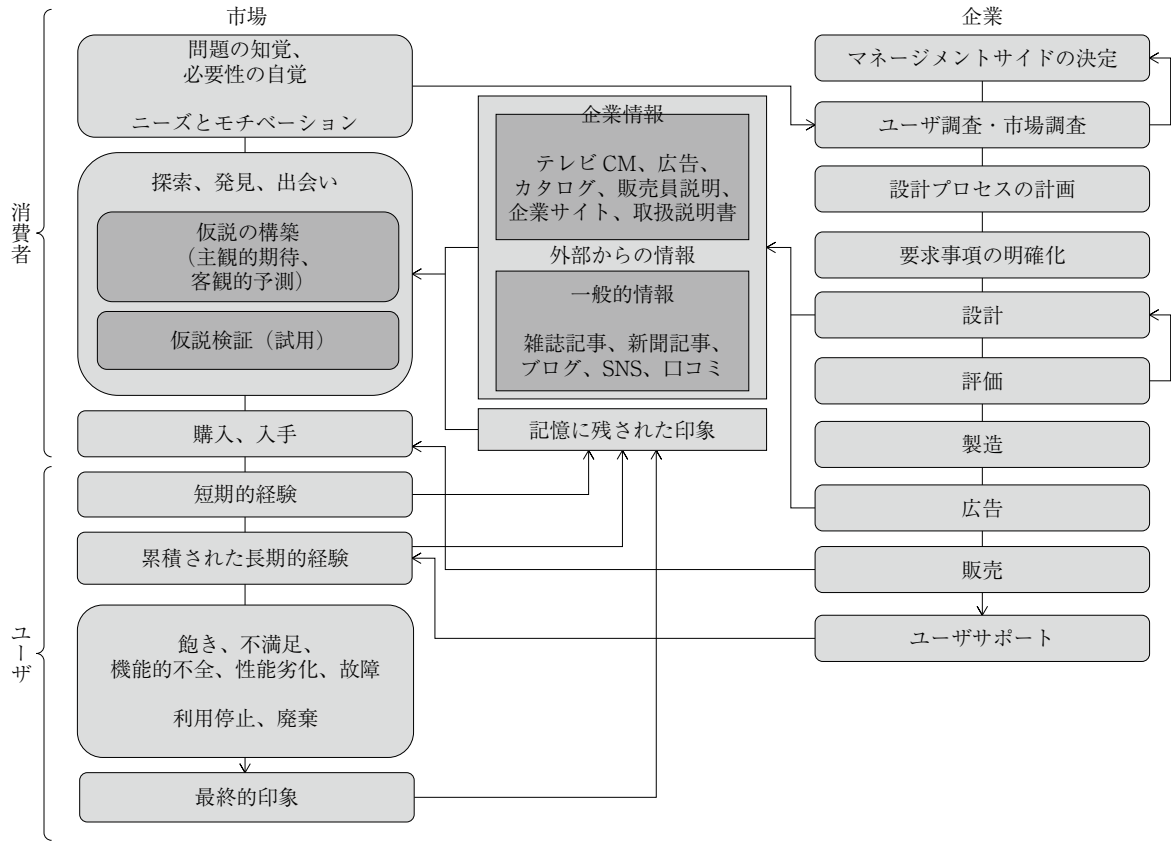 市場
問題の知覚、
必要性の自覚
ニーズとモチベーション
探索、発見、出会い
仮説の構築
（主観的期待、
客観的予測）
仮説検証（試用）
購入、入手
短期的経験
累積された長期的経験
飽き、不満足、
機能的不全、性能劣化、故障
利用停止、廃棄
最終的印象
消費者
ユーザ
企業情報
テレビ CM、広告、
カタログ、販売員説明、
企業サイト、取扱説明書
外部からの情報
一般的情報
雑誌記事、新聞記事、
ブログ、SNS、口コミ
記憶に残された印象
企業
マネージメントサイドの決定
ユーザ調査・市場調査
設計プロセスの計画
要求事項の明確化
設計
評価
製造
広告
販売
ユーザサポート